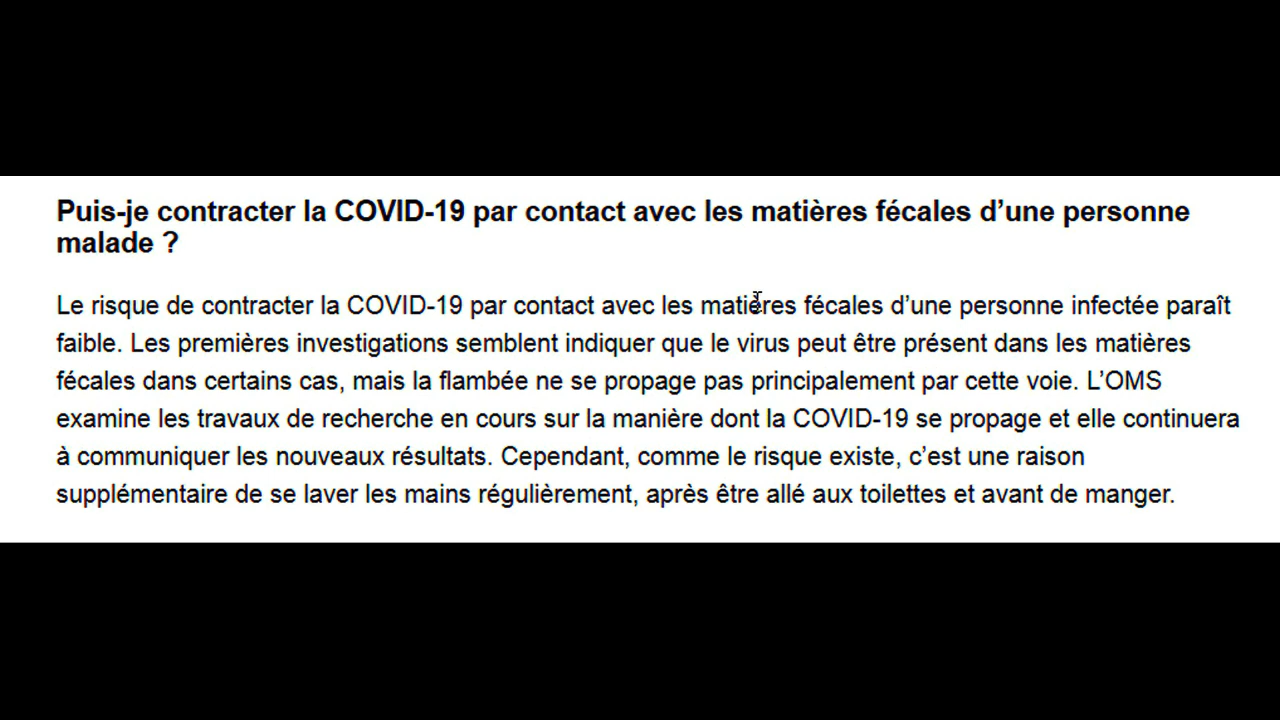 Puis-je contracter la COVID-19 par contact avec les matières fécales d’une personne
malade ?
Le risque de contracter la COVID-19 par contact avec les matières fécales d’une personne infectée paraît
faible. Les premières investigations semblent indiquer que le virus peut être présent dans les matières
fécales dans certains cas, mais la flambée ne se propage pas principalement par cette voie. L’OMS
examine les travaux de recherche en cours sur la manière dont la COVID-19 se propage et elle continuera
à communiquer les nouveaux résultats. Cependant, comme le risque existe, c’est une raison
supplémentaire de se laver les mains régulièrement, après être allé aux toilettes et avant de manger.